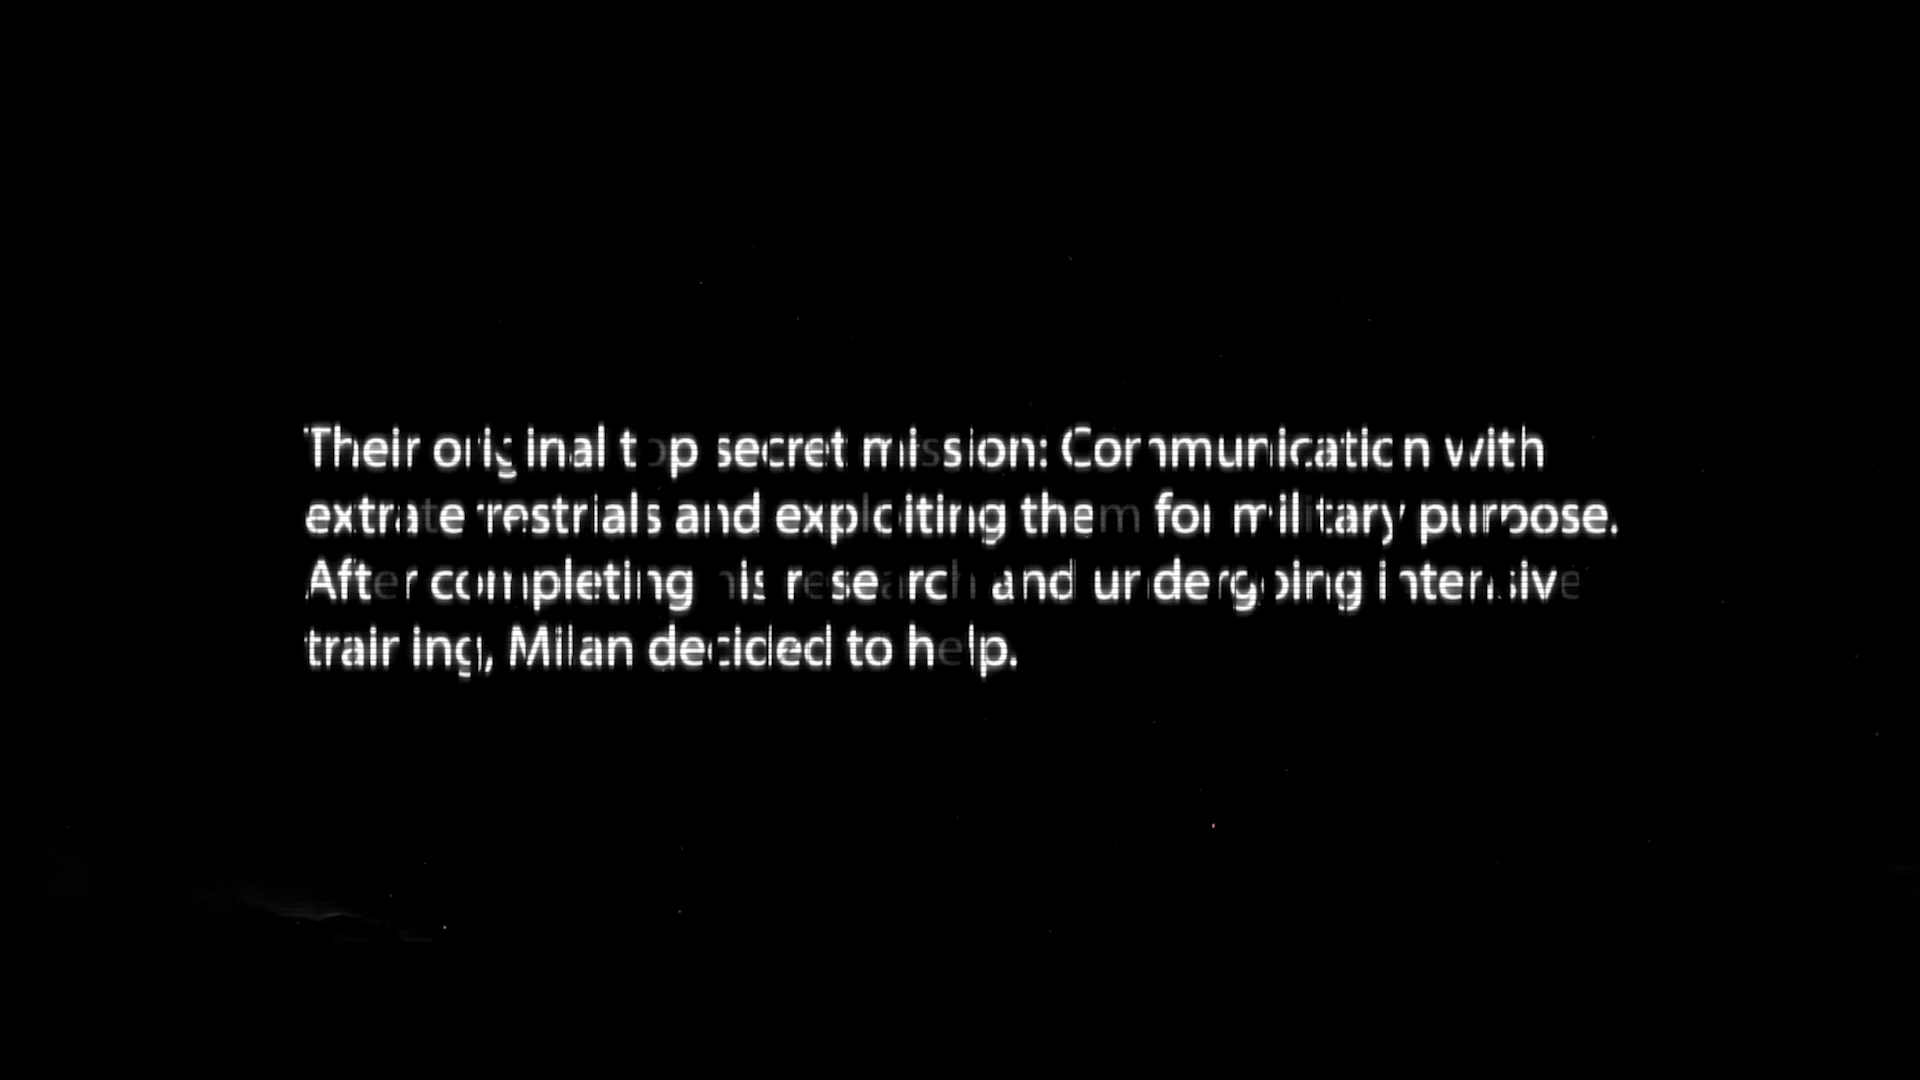 Their original top secret mission: Communication with
extraterrestrials and exploiting them for military purpose.
After completing his research and undergoing intensive
training, Milan decided to help.